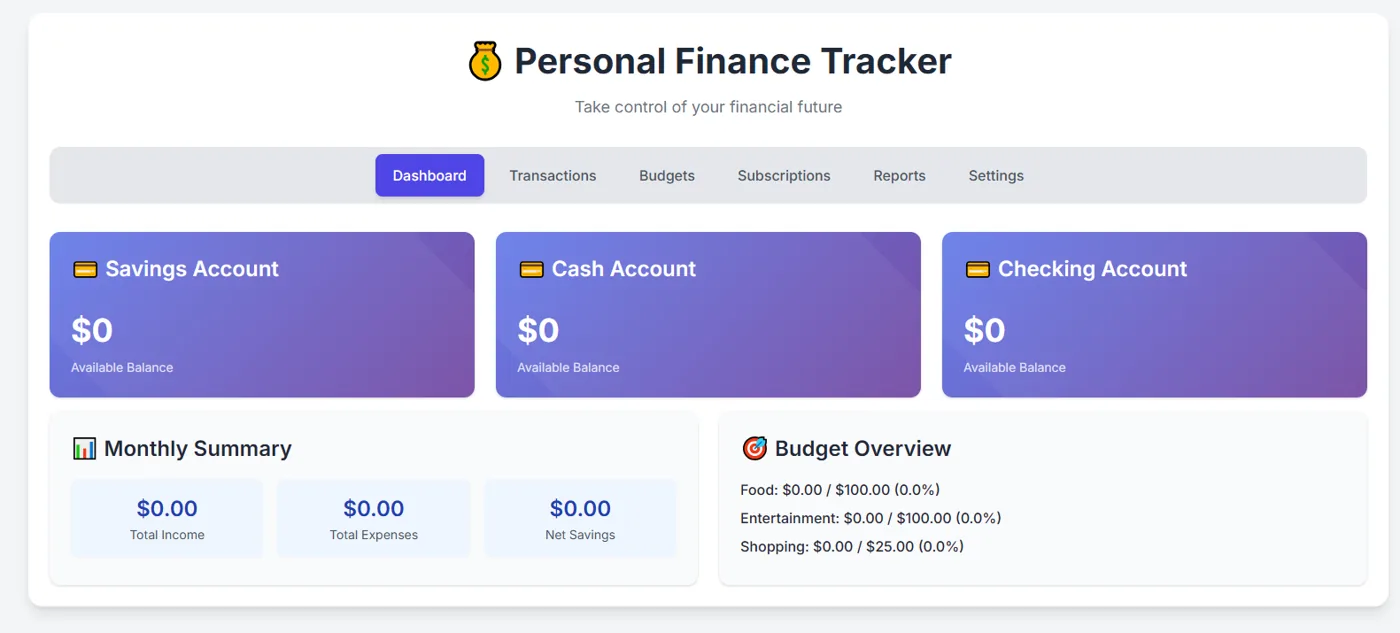 Personal Finance Tracker
Take control of your financial future
Dashboard Transactions Budgets Subscriptions Reports Settings
Savings Account
$0
Available Balance
Cash Account
$0
Available Balance
Checking Account
$0
Available Balance
Monthly Summary
$0.00
Total Income
$0.00
Total Expenses
$0.00
Net Savings
Budget Overview
Food: $0.00 / $100.00 (0.0%)
Entertainment: $0.00 / $100.00 (0.0%)
Shopping: $0.00 / $25.00 (0.0%)